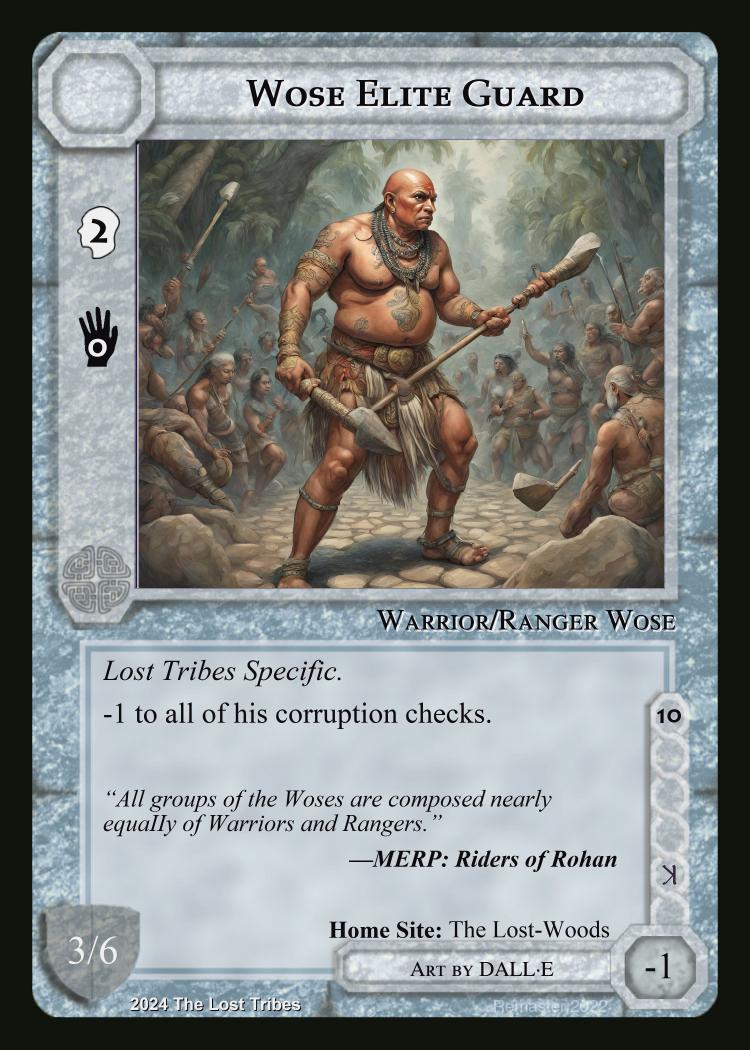 Wose Elite Guard
2
0
Warrior/Ranger Wose
Lost Tribes Specific.
-1 to all of his corruption checks.
10
“All groups of the Woses are composed nearly
equaIIy of Warriors and Rangers.”
—MERP: Riders of Rohan
Home Site: The Lost-Woods
3/6
Art by DALL·E
-1
2024 The Lost Tribes
Remaster 2022